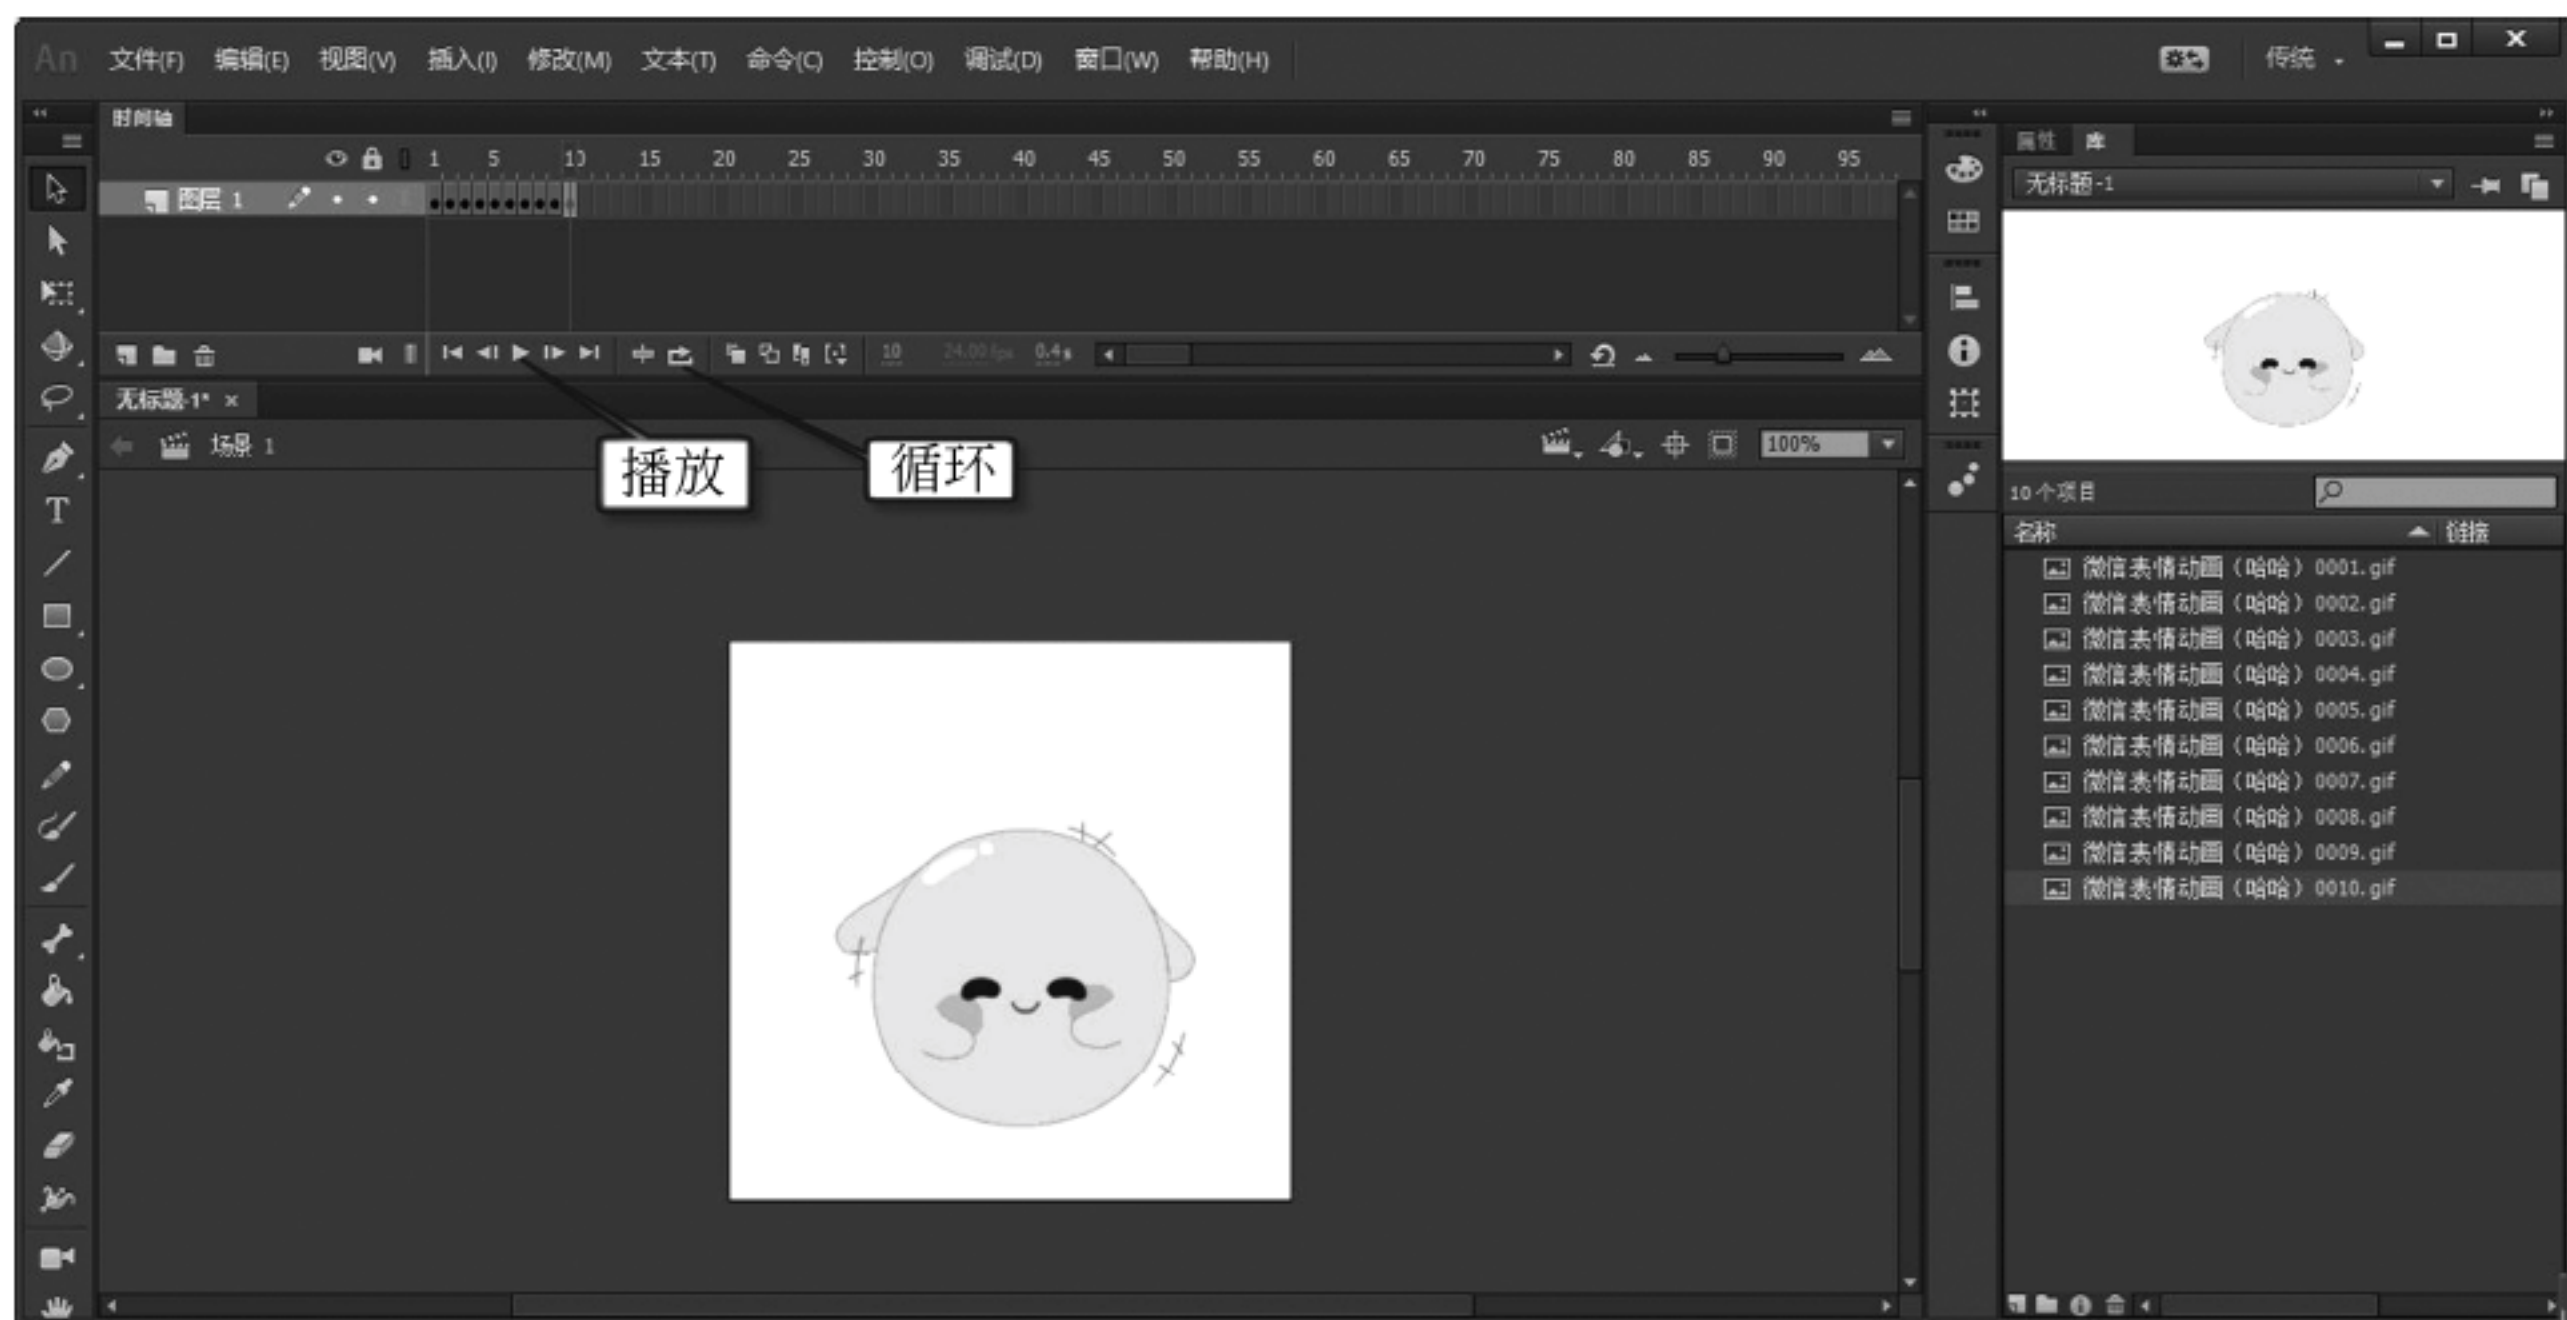 An 文件(F) 编辑(E) 视图(V) 插入(I) 修改(M) 文本(T) 命令(C) 控制(O) 调试(D) 窗口(W) 帮助(H) 传统
时间轴
1 5 10 15 20 25 30 35 40 45 50 55 60 65 70 75 80 85 90 95
图层 1
10 24.00 fps 0.4s
无标题-1* ×
场景 1
100%
播放
循环
属性 库
无标题-1
10个项目
名称 链接
微信表情动画（哈哈）0001.gif
微信表情动画（哈哈）0002.gif
微信表情动画（哈哈）0003.gif
微信表情动画（哈哈）0004.gif
微信表情动画（哈哈）0005.gif
微信表情动画（哈哈）0006.gif
微信表情动画（哈哈）0007.gif
微信表情动画（哈哈）0008.gif
微信表情动画（哈哈）0009.gif
微信表情动画（哈哈）0010.gif